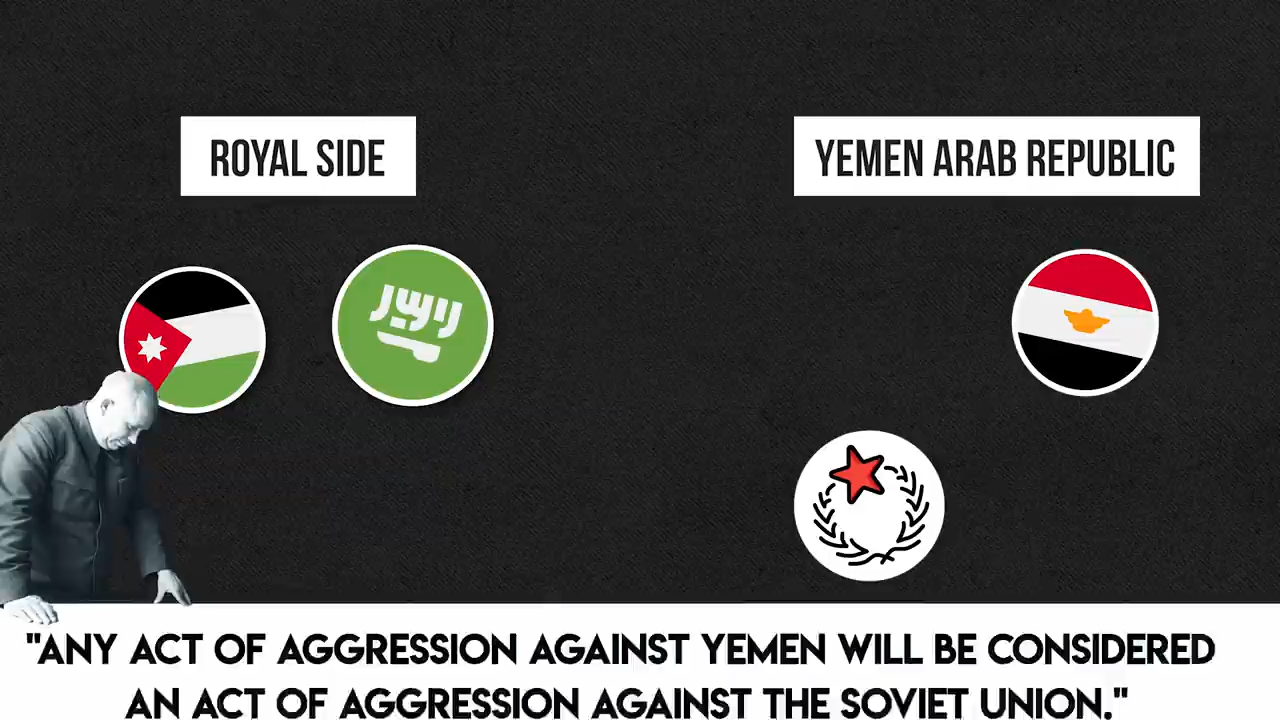 ROYAL SIDE
YEMEN ARAB REPUBLIC
"ANY ACT OF AGGRESSION AGAINST YEMEN WILL BE CONSIDERED
AN ACT OF AGGRESSION AGAINST THE SOVIET UNION."